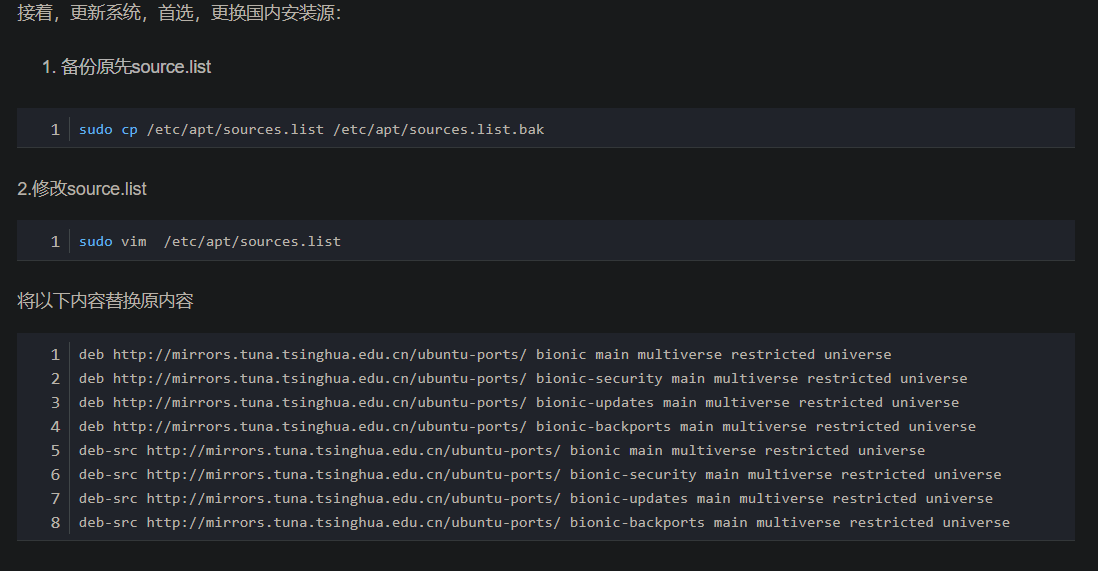 接着，更新系统，首选，更换国内安装源：
1. 备份原先source.list
1 sudo cp /etc/apt/sources.list /etc/apt/sources.list.bak
2.修改source.list
1 sudo vim  /etc/apt/sources.list
将以下内容替换原内容
1 deb http://mirrors.tuna.tsinghua.edu.cn/ubuntu-ports/ bionic main multiverse restricted universe
2 deb http://mirrors.tuna.tsinghua.edu.cn/ubuntu-ports/ bionic-security main multiverse restricted universe
3 deb http://mirrors.tuna.tsinghua.edu.cn/ubuntu-ports/ bionic-updates main multiverse restricted universe
4 deb http://mirrors.tuna.tsinghua.edu.cn/ubuntu-ports/ bionic-backports main multiverse restricted universe
5 deb-src http://mirrors.tuna.tsinghua.edu.cn/ubuntu-ports/ bionic main multiverse restricted universe
6 deb-src http://mirrors.tuna.tsinghua.edu.cn/ubuntu-ports/ bionic-security main multiverse restricted universe
7 deb-src http://mirrors.tuna.tsinghua.edu.cn/ubuntu-ports/ bionic-updates main multiverse restricted universe
8 deb-src http://mirrors.tuna.tsinghua.edu.cn/ubuntu-ports/ bionic-backports main multiverse restricted universe